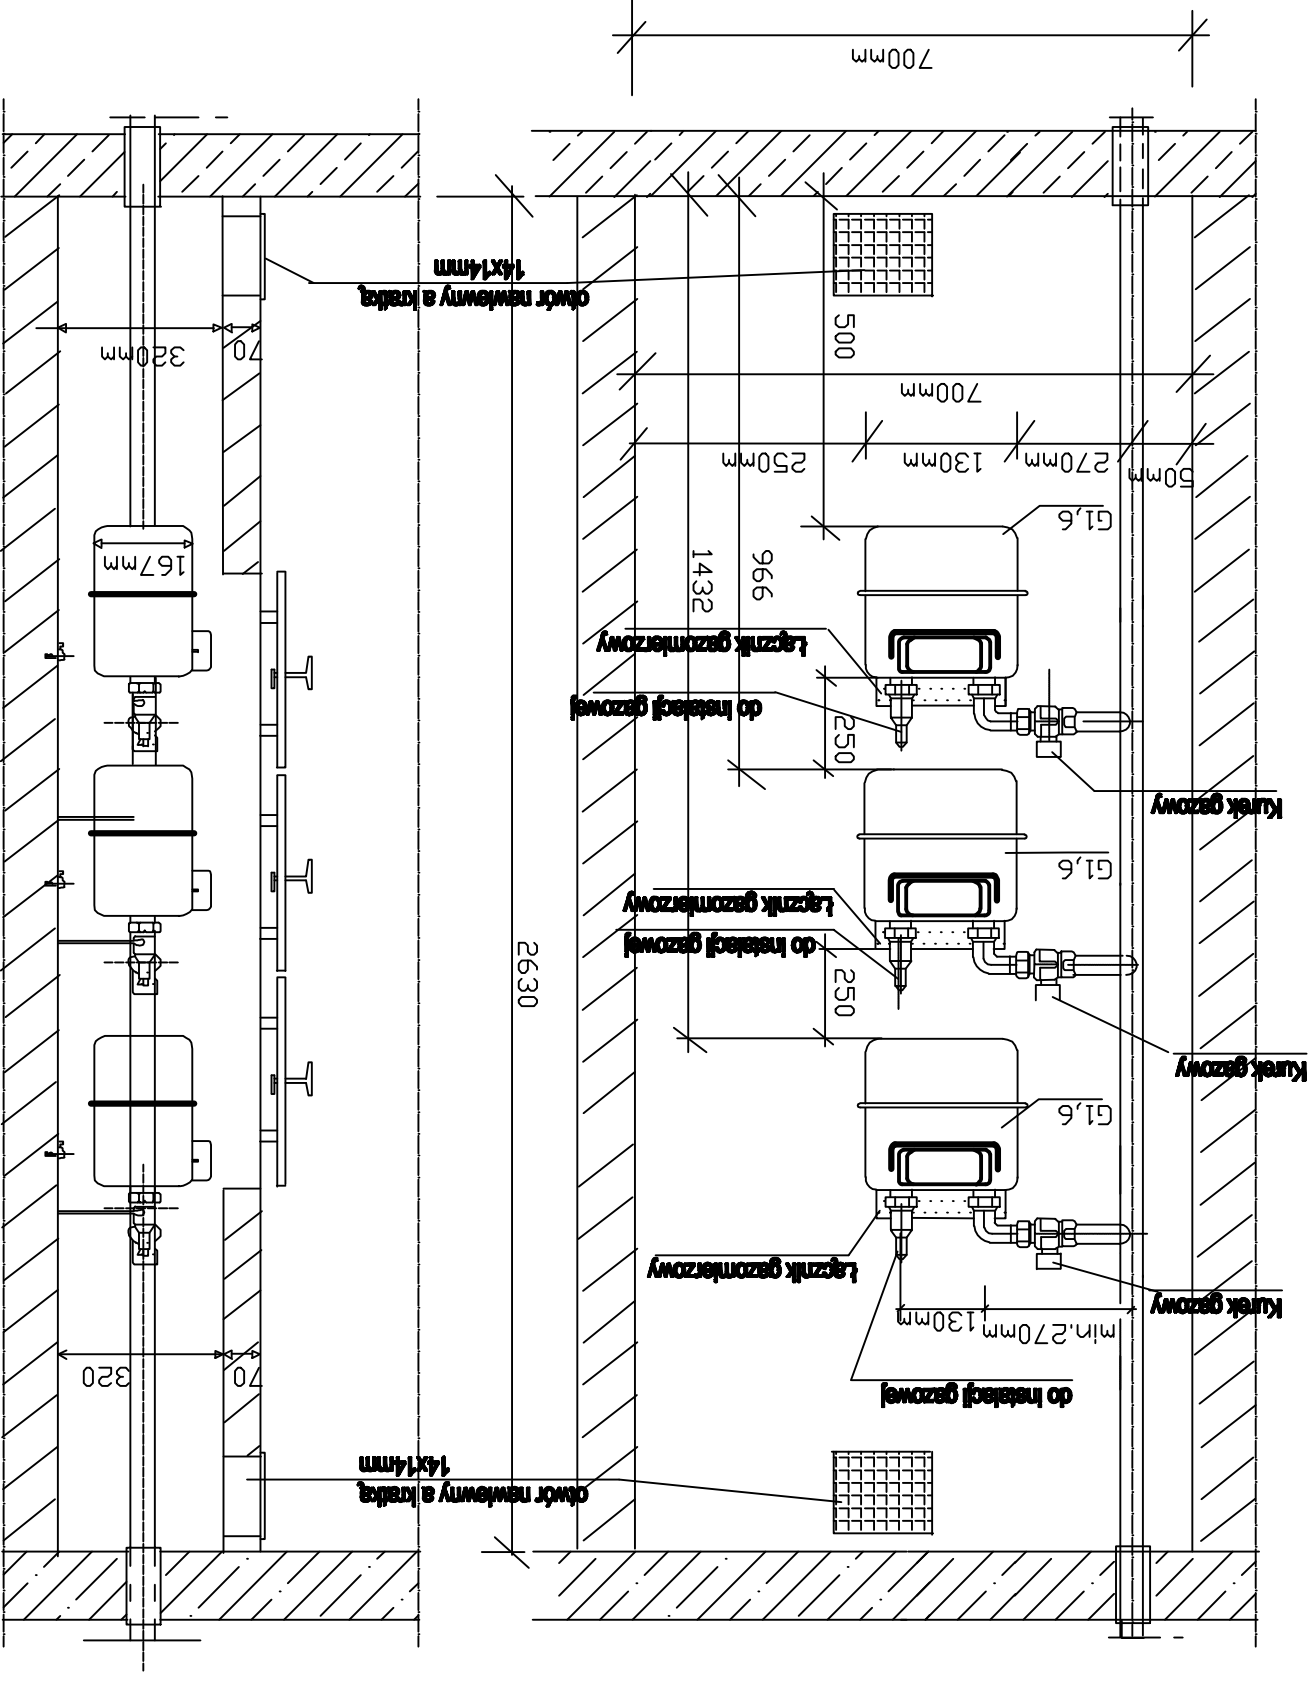 700mm
otwór nawiewny a kratką
14x14mm
320mm
70
500
700mm
250mm
130mm
270mm
50mm
G1,6
167mm
1432
966
Łącznik gazomierzowy
do instalacji gazowej
250
Kurek gazowy
G1,6
Łącznik gazomierzowy
do instalacji gazowej
2630
250
Kurek gazowy
G1,6
Łącznik gazomierzowy
Kurek gazowy
130mm
min.270mm
320
70
do instalacji gazowej
otwór nawiewny a kratką
14x14mm